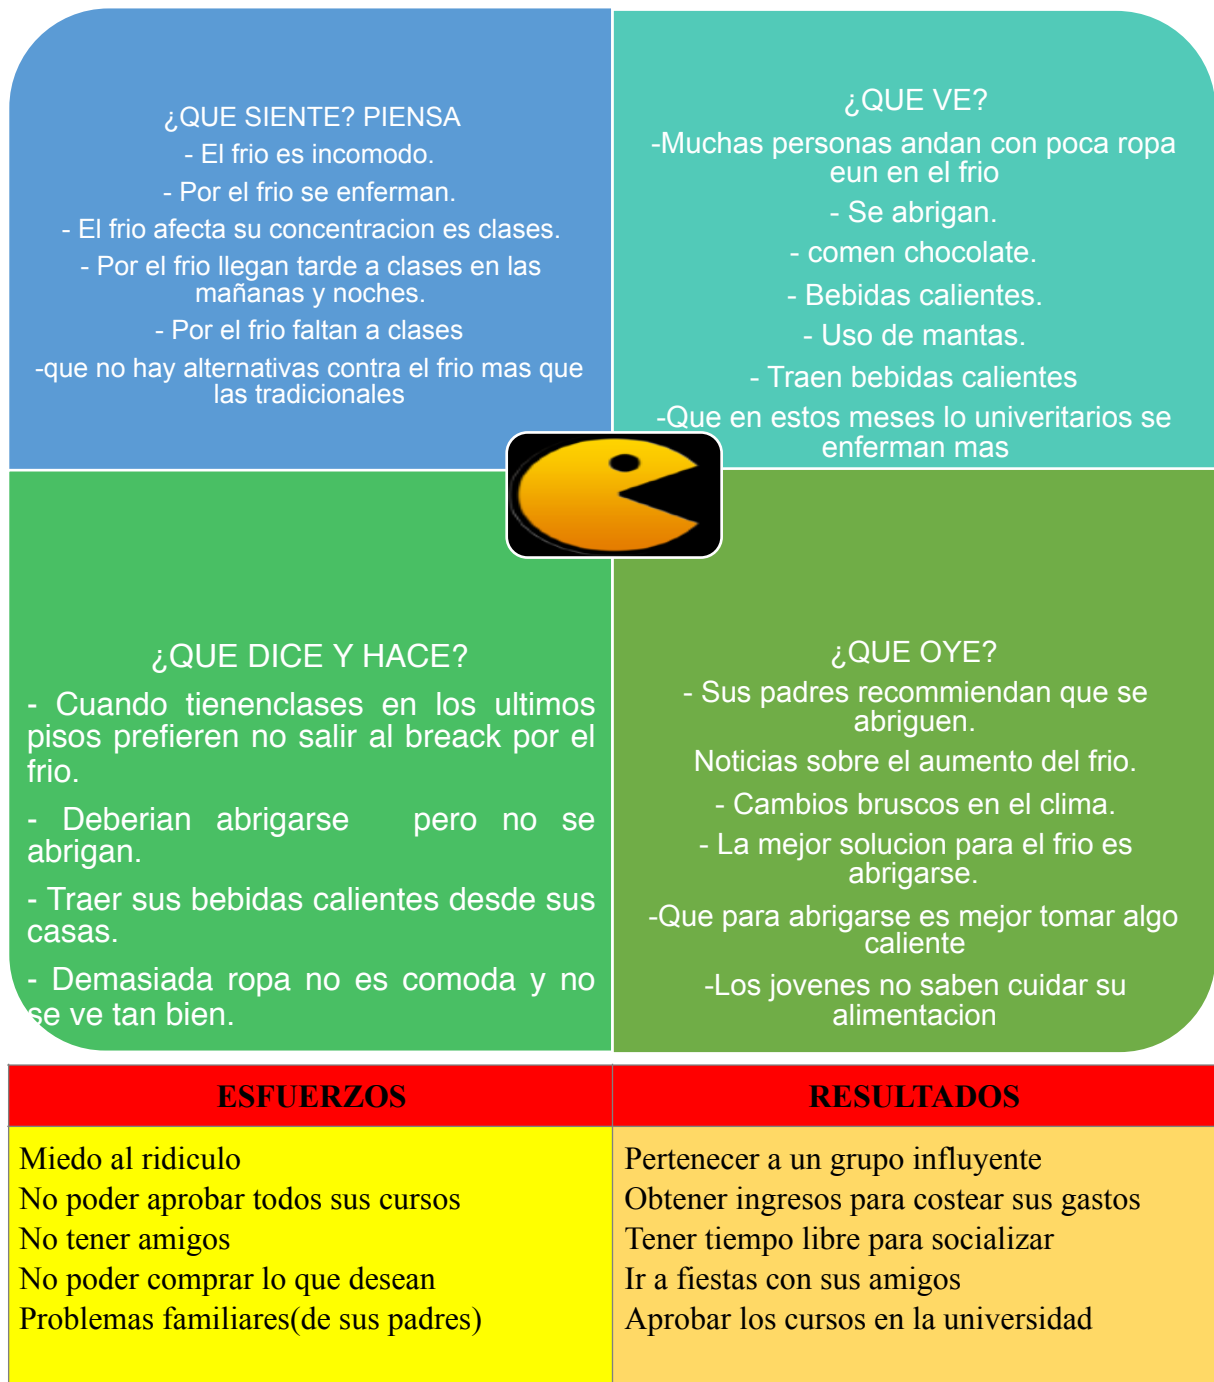 ¿QUE SIENTE? PIENSA
- El frio es incomodo.
- Por el frio se enferman.
- El frio afecta su concentracion es clases.
- Por el frio llegan tarde a clases en las
mañanas y noches.
- Por el frio faltan a clases
-que no hay alternativas contra el frio mas que
las tradicionales
¿QUE VE?
-Muchas personas andan con poca ropa
eun en el frio
- Se abrigan.
- comen chocolate.
- Bebidas calientes.
- Uso de mantas.
- Traen bebidas calientes
-Que en estos meses lo univeritarios se
enferman mas
¿QUE DICE Y HACE?
- Cuando tienenclases en los ultimos
pisos prefieren no salir al breack por el
frio.
- Deberian abrigarse pero no se
abrigan.
- Traer sus bebidas calientes desde sus
casas.
- Demasiada ropa no es comoda y no
se ve tan bien.
¿QUE OYE?
- Sus padres recommiendan que se
abriguen.
Noticias sobre el aumento del frio.
- Cambios bruscos en el clima.
- La mejor solucion para el frio es
abrigarse.
-Que para abrigarse es mejor tomar algo
caliente
-Los jovenes no saben cuidar su
alimentacion
ESFUERZOS
Miedo al ridiculo
No poder aprobar todos sus cursos
No tener amigos
No poder comprar lo que desean
Problemas familiares(de sus padres)
RESULTADOS
Pertenecer a un grupo influyente
Obtener ingresos para costear sus gastos
Tener tiempo libre para socializar
Ir a fiestas con sus amigos
Aprobar los cursos en la universidad